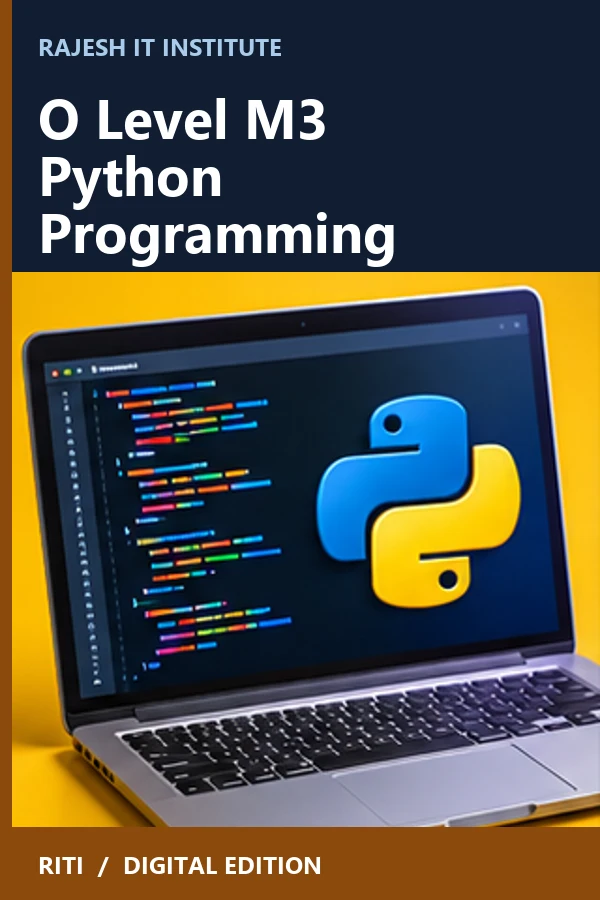 RAJESH IT INSTITUTE
O Level M3
Python
Programming
RITI / DIGITAL EDITION